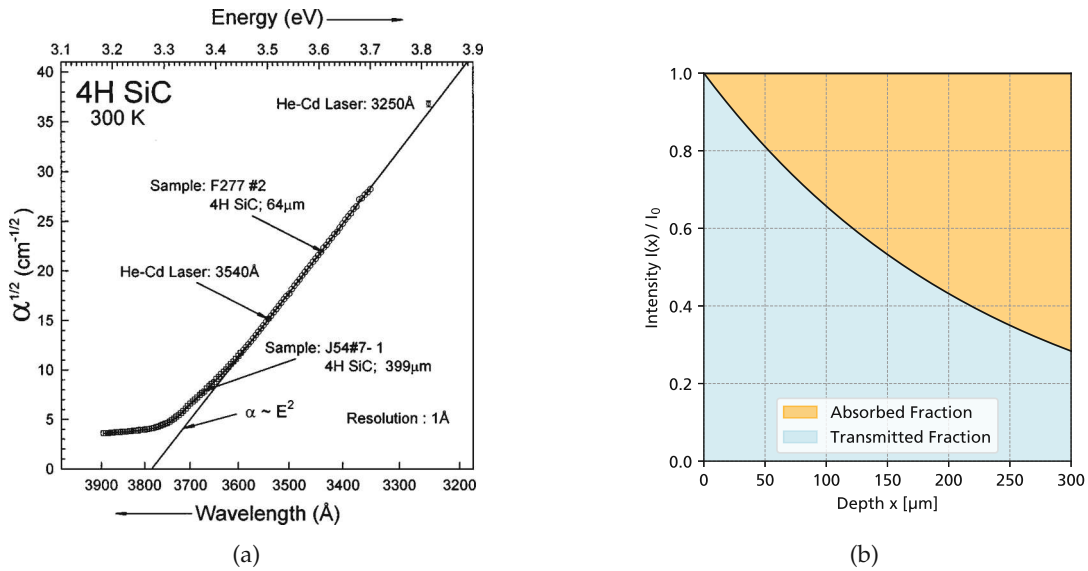 Energy (eV)
3.1 3.2 3.3 3.4 3.5 3.6 3.7 3.8 3.9
4H SiC
300 K
He-Cd Laser: 3250Å
Sample: F277 #2
4H SiC; 64µm
He-Cd Laser: 3540Å
Sample: J54#7- 1
4H SiC; 399µm
α ~ E²
Resolution : 1Å
α^1/2 (cm^-1/2)
40
35
30
25
20
15
10
5
0
3900 3800 3700 3600 3500 3400 3300 3200
Wavelength (Å)
(a)
Intensity I(x) / I₀
1.0
0.8
0.6
0.4
0.2
0.0
Absorbed Fraction
Transmitted Fraction
0 50 100 150 200 250 300
Depth x [µm]
(b)